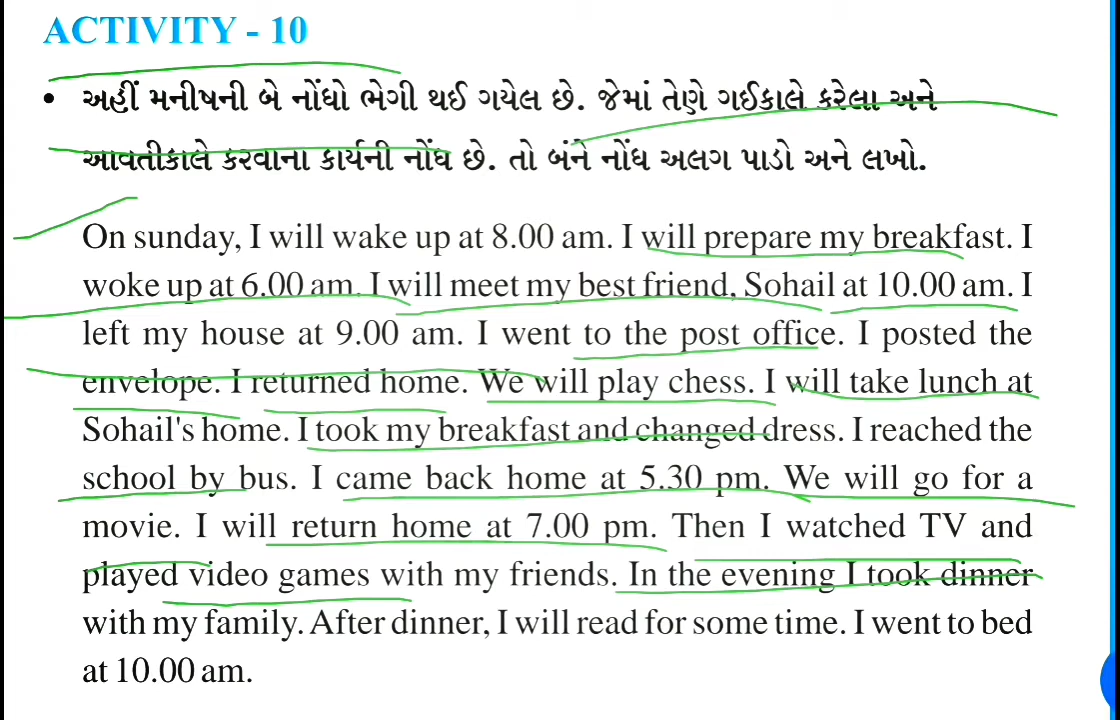 ACTIVITY - 10
• અહીં મનીષની બે નોંધો ભેગી થઈ ગયેલ છે. જેમાં તેણે ગઈકાલે કરેલા અને
આવતીકાલે કરવાના કાર્યની નોંધ છે. તો બંને નોંધ અલગ પાડો અને લખો.
On sunday, I will wake up at 8.00 am. I will prepare my breakfast. I
woke up at 6.00 am. I will meet my best friend, Sohail at 10.00 am. I
left my house at 9.00 am. I went to the post office. I posted the
envelope. I returned home. We will play chess. I will take lunch at
Sohail's home. I took my breakfast and changed dress. I reached the
school by bus. I came back home at 5.30 pm. We will go for a
movie. I will return home at 7.00 pm. Then I watched TV and
played video games with my friends. In the evening I took dinner
with my family. After dinner, I will read for some time. I went to bed
at 10.00 am.